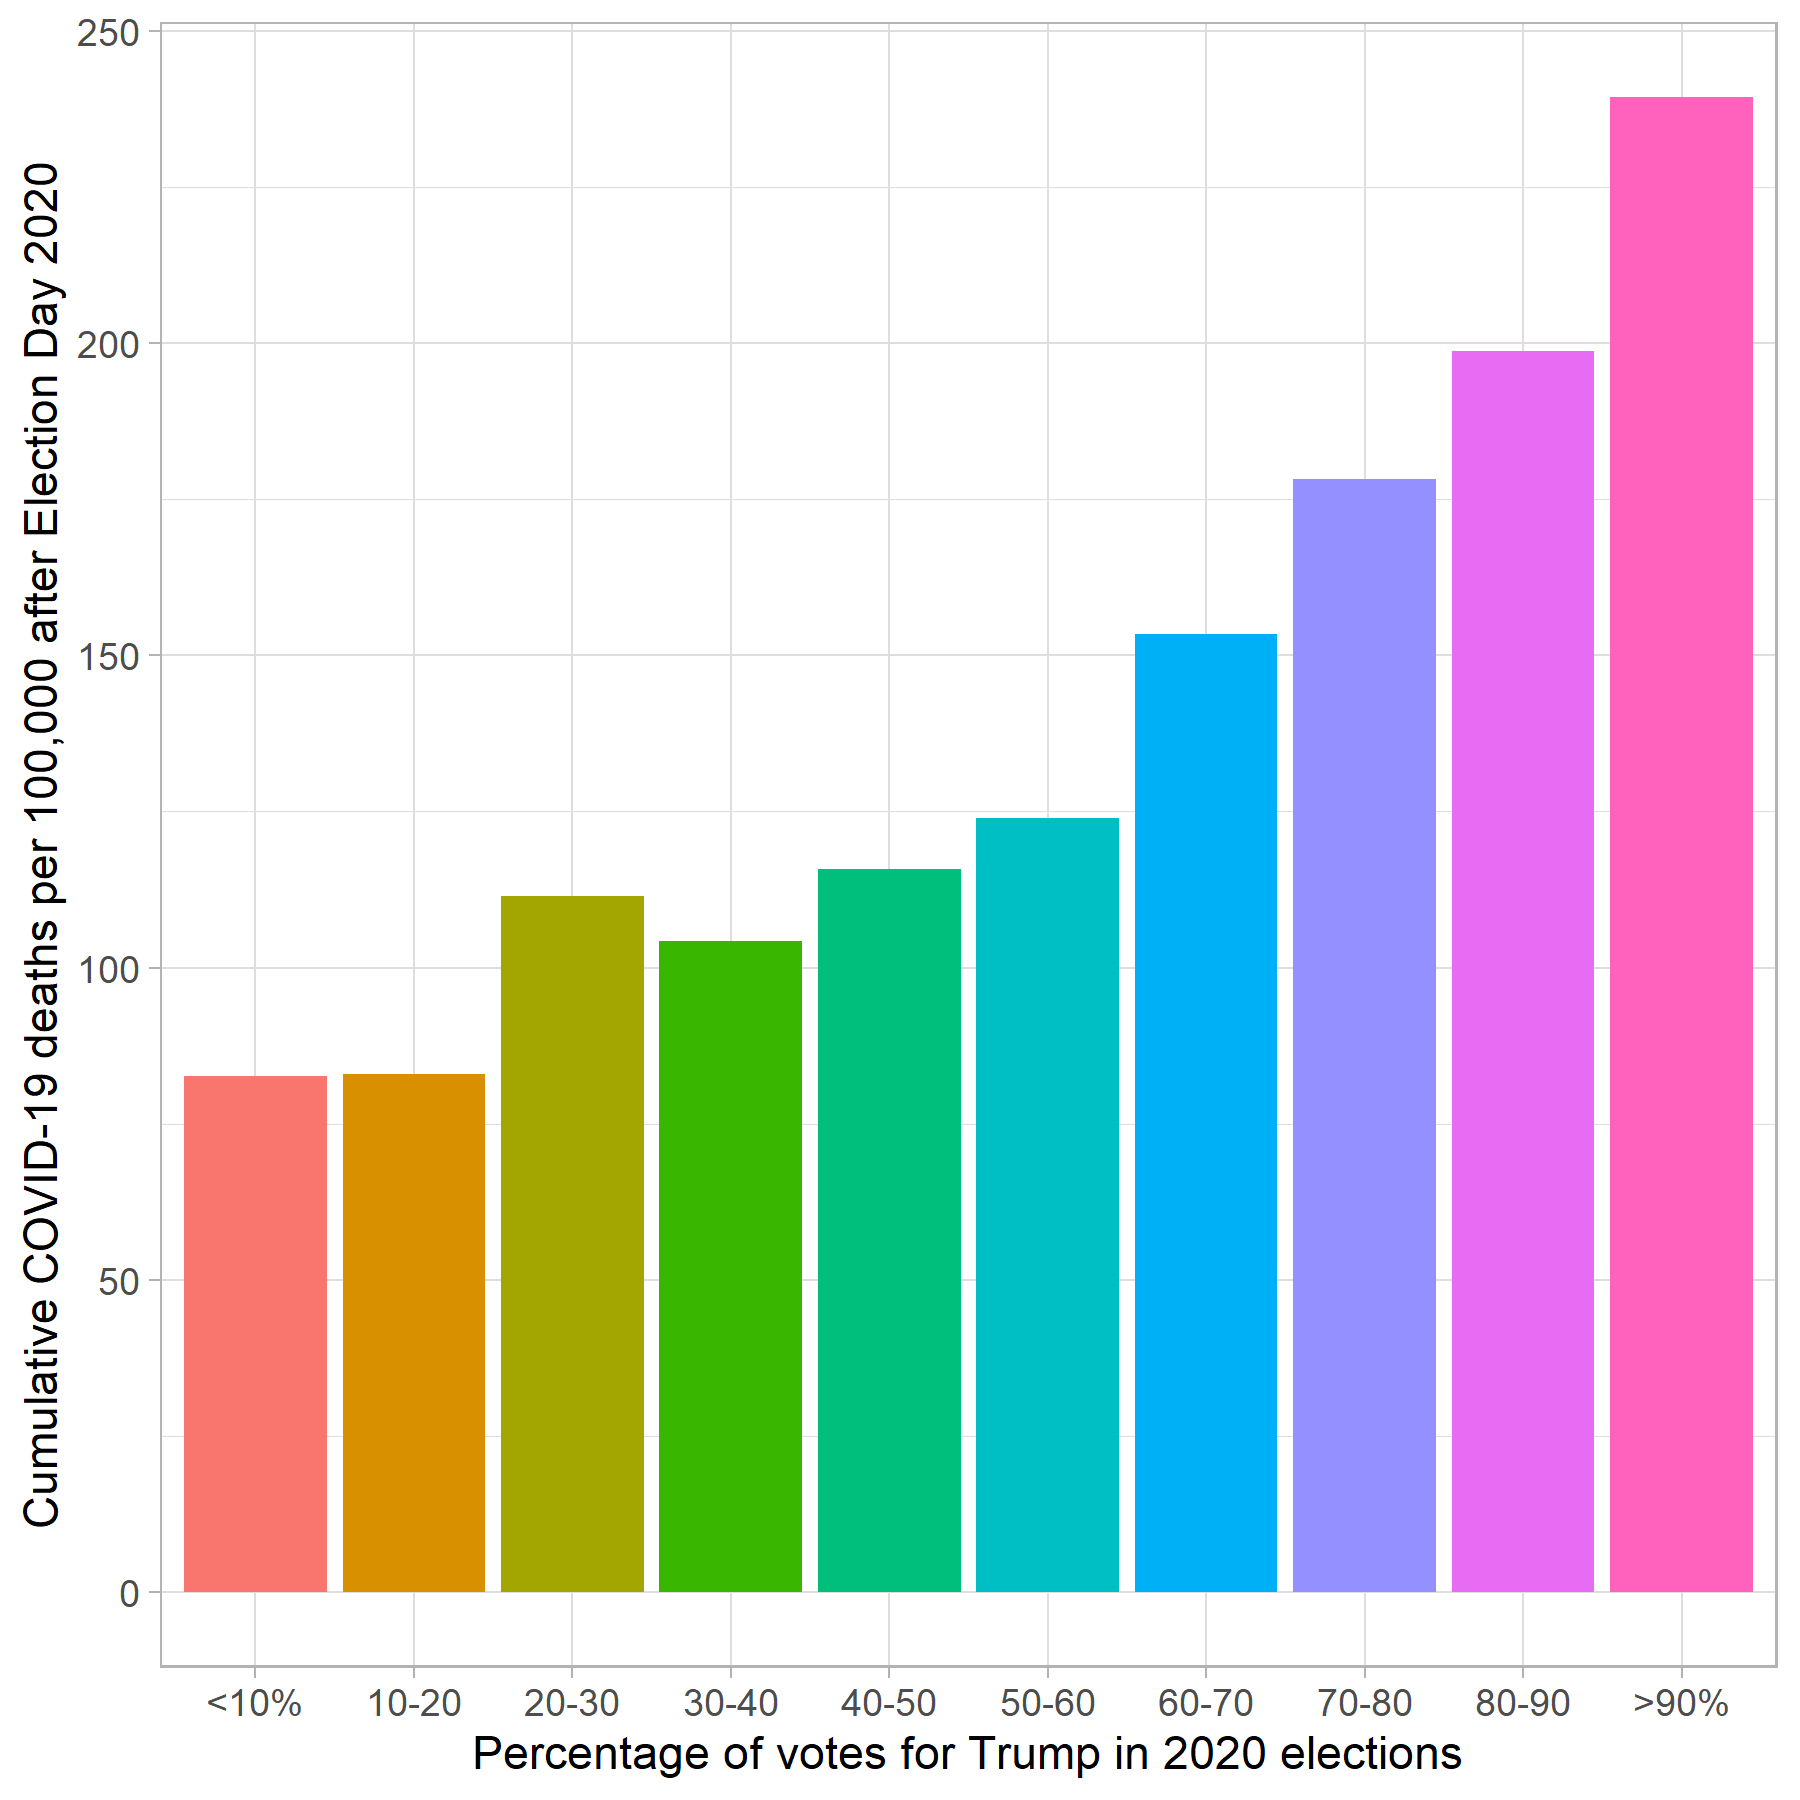 Cumulative COVID-19 deaths per 100,000 after Election Day 2020
250
200
150
100
50
0
<10% 10-20 20-30 30-40 40-50 50-60 60-70 70-80 80-90 >90%
Percentage of votes for Trump in 2020 elections